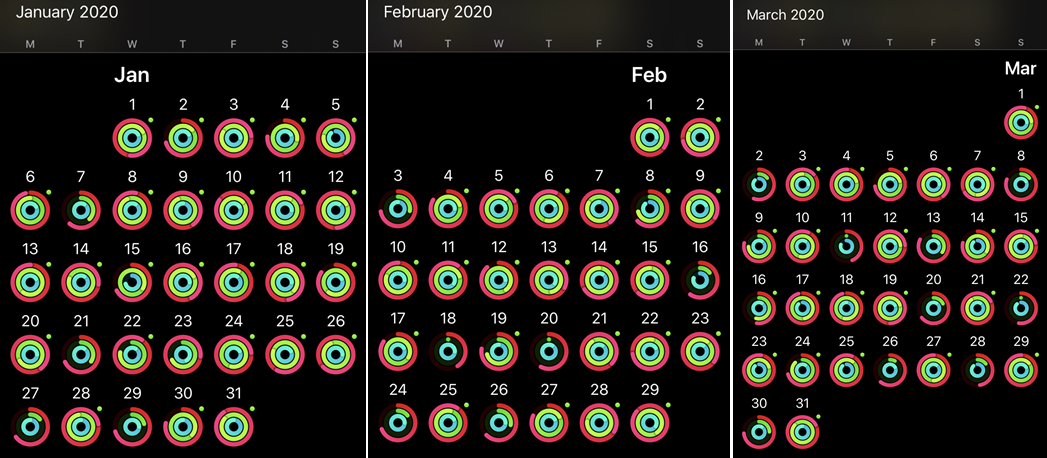 January 2020
M T W T F S S
Jan
1 2 3 4 5
6 7 8 9 10 11 12
13 14 15 16 17 18 19
20 21 22 23 24 25 26
27 28 29 30 31
February 2020
M T W T F S S
Feb
1 2
3 4 5 6 7 8 9
10 11 12 13 14 15 16
17 18 19 20 21 22 23
24 25 26 27 28 29
March 2020
M T W T F S S
Mar
1
2 3 4 5 6 7 8
9 10 11 12 13 14 15
16 17 18 19 20 21 22
23 24 25 26 27 28 29
30 31